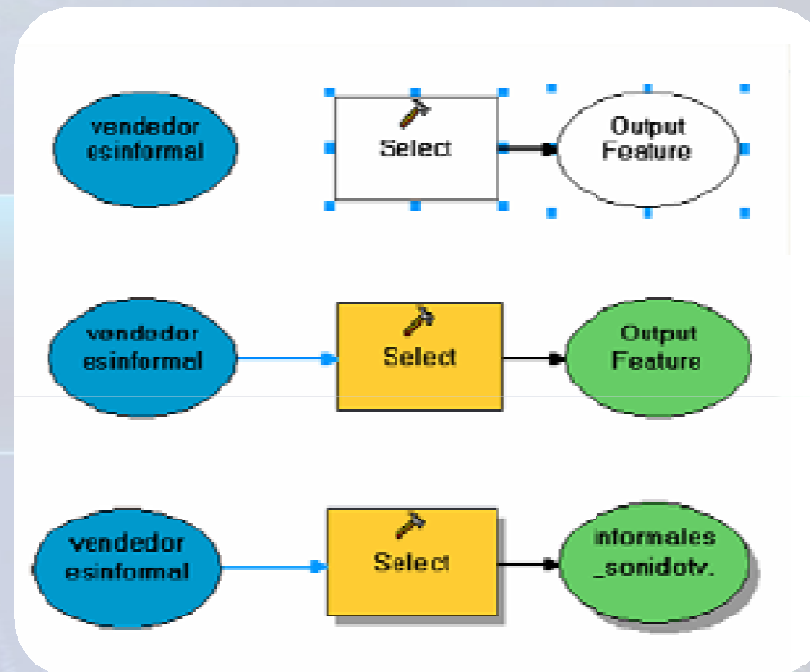 vendedor
esinformal
Select
Output
Feature
vendedor
esinformal
Select
Output
Feature
vendedor
esinformal
Select
informales
_sonidotv.